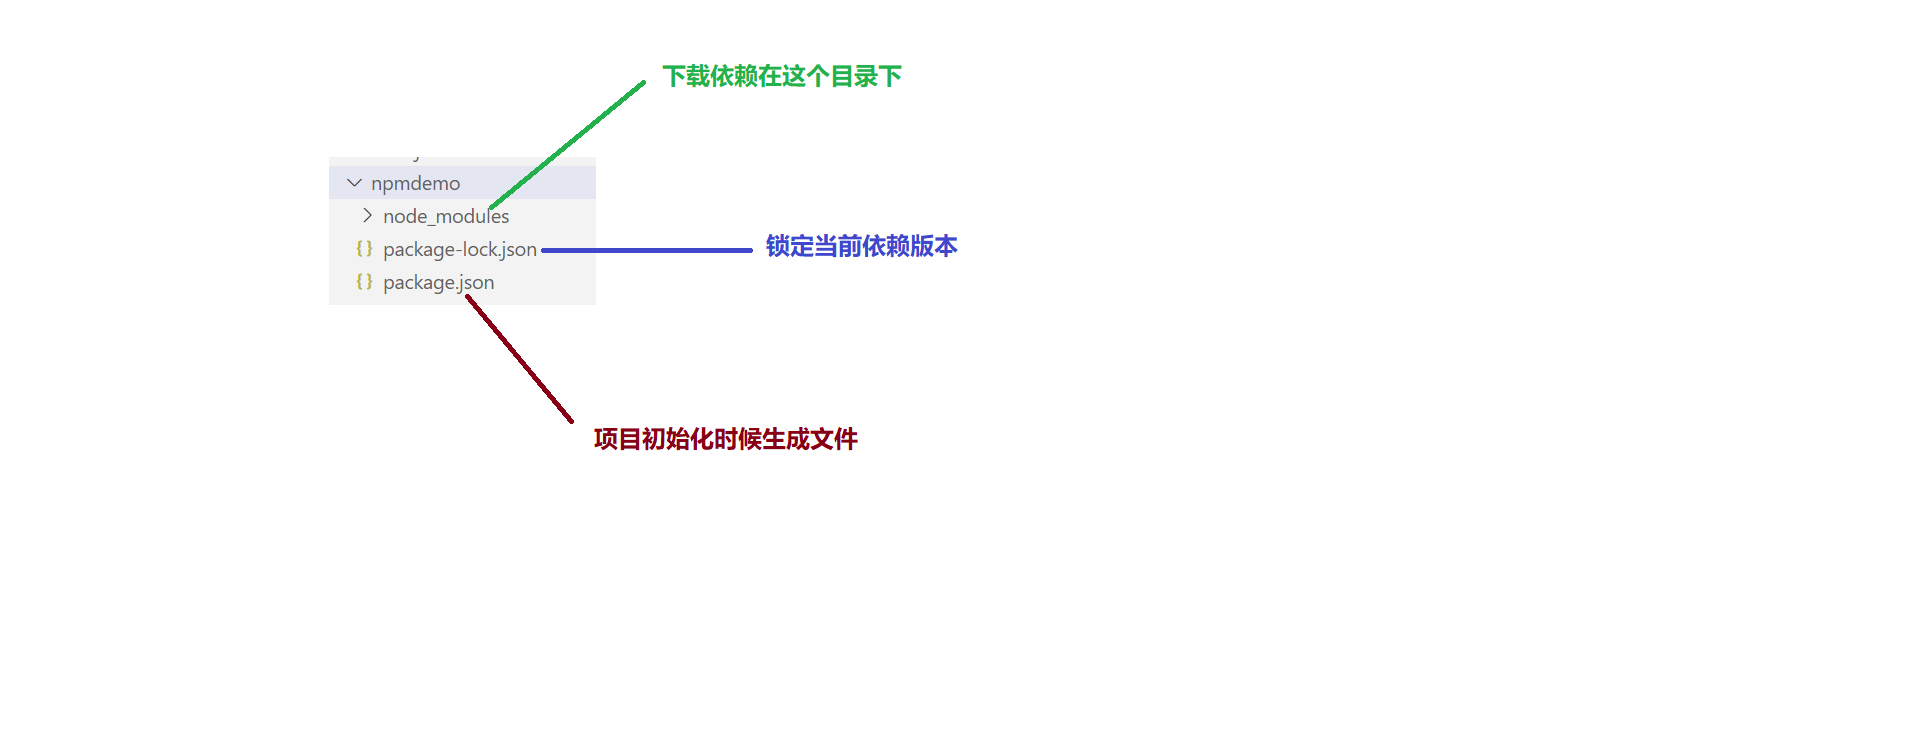 下载依赖在这个目录下
npmdemo
node_modules
package-lock.json
锁定当前依赖版本
package.json
项目初始化时候生成文件